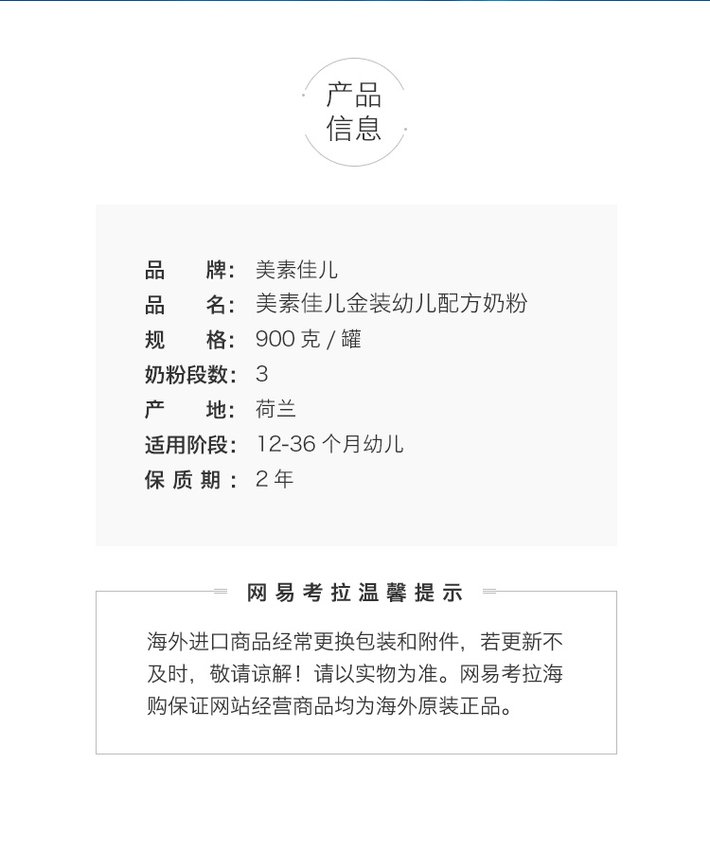 产品
信息
品 牌： 美素佳儿
品 名： 美素佳儿金装幼儿配方奶粉
规 格： 900 克 / 罐
奶粉段数： 3
产 地： 荷兰
适用阶段： 12-36 个月幼儿
保 质 期 ： 2 年
网易考拉温馨提示
海外进口商品经常更换包装和附件，若更新不
及时，敬请谅解！请以实物为准。网易考拉海
购保证网站经营商品均为海外原装正品。